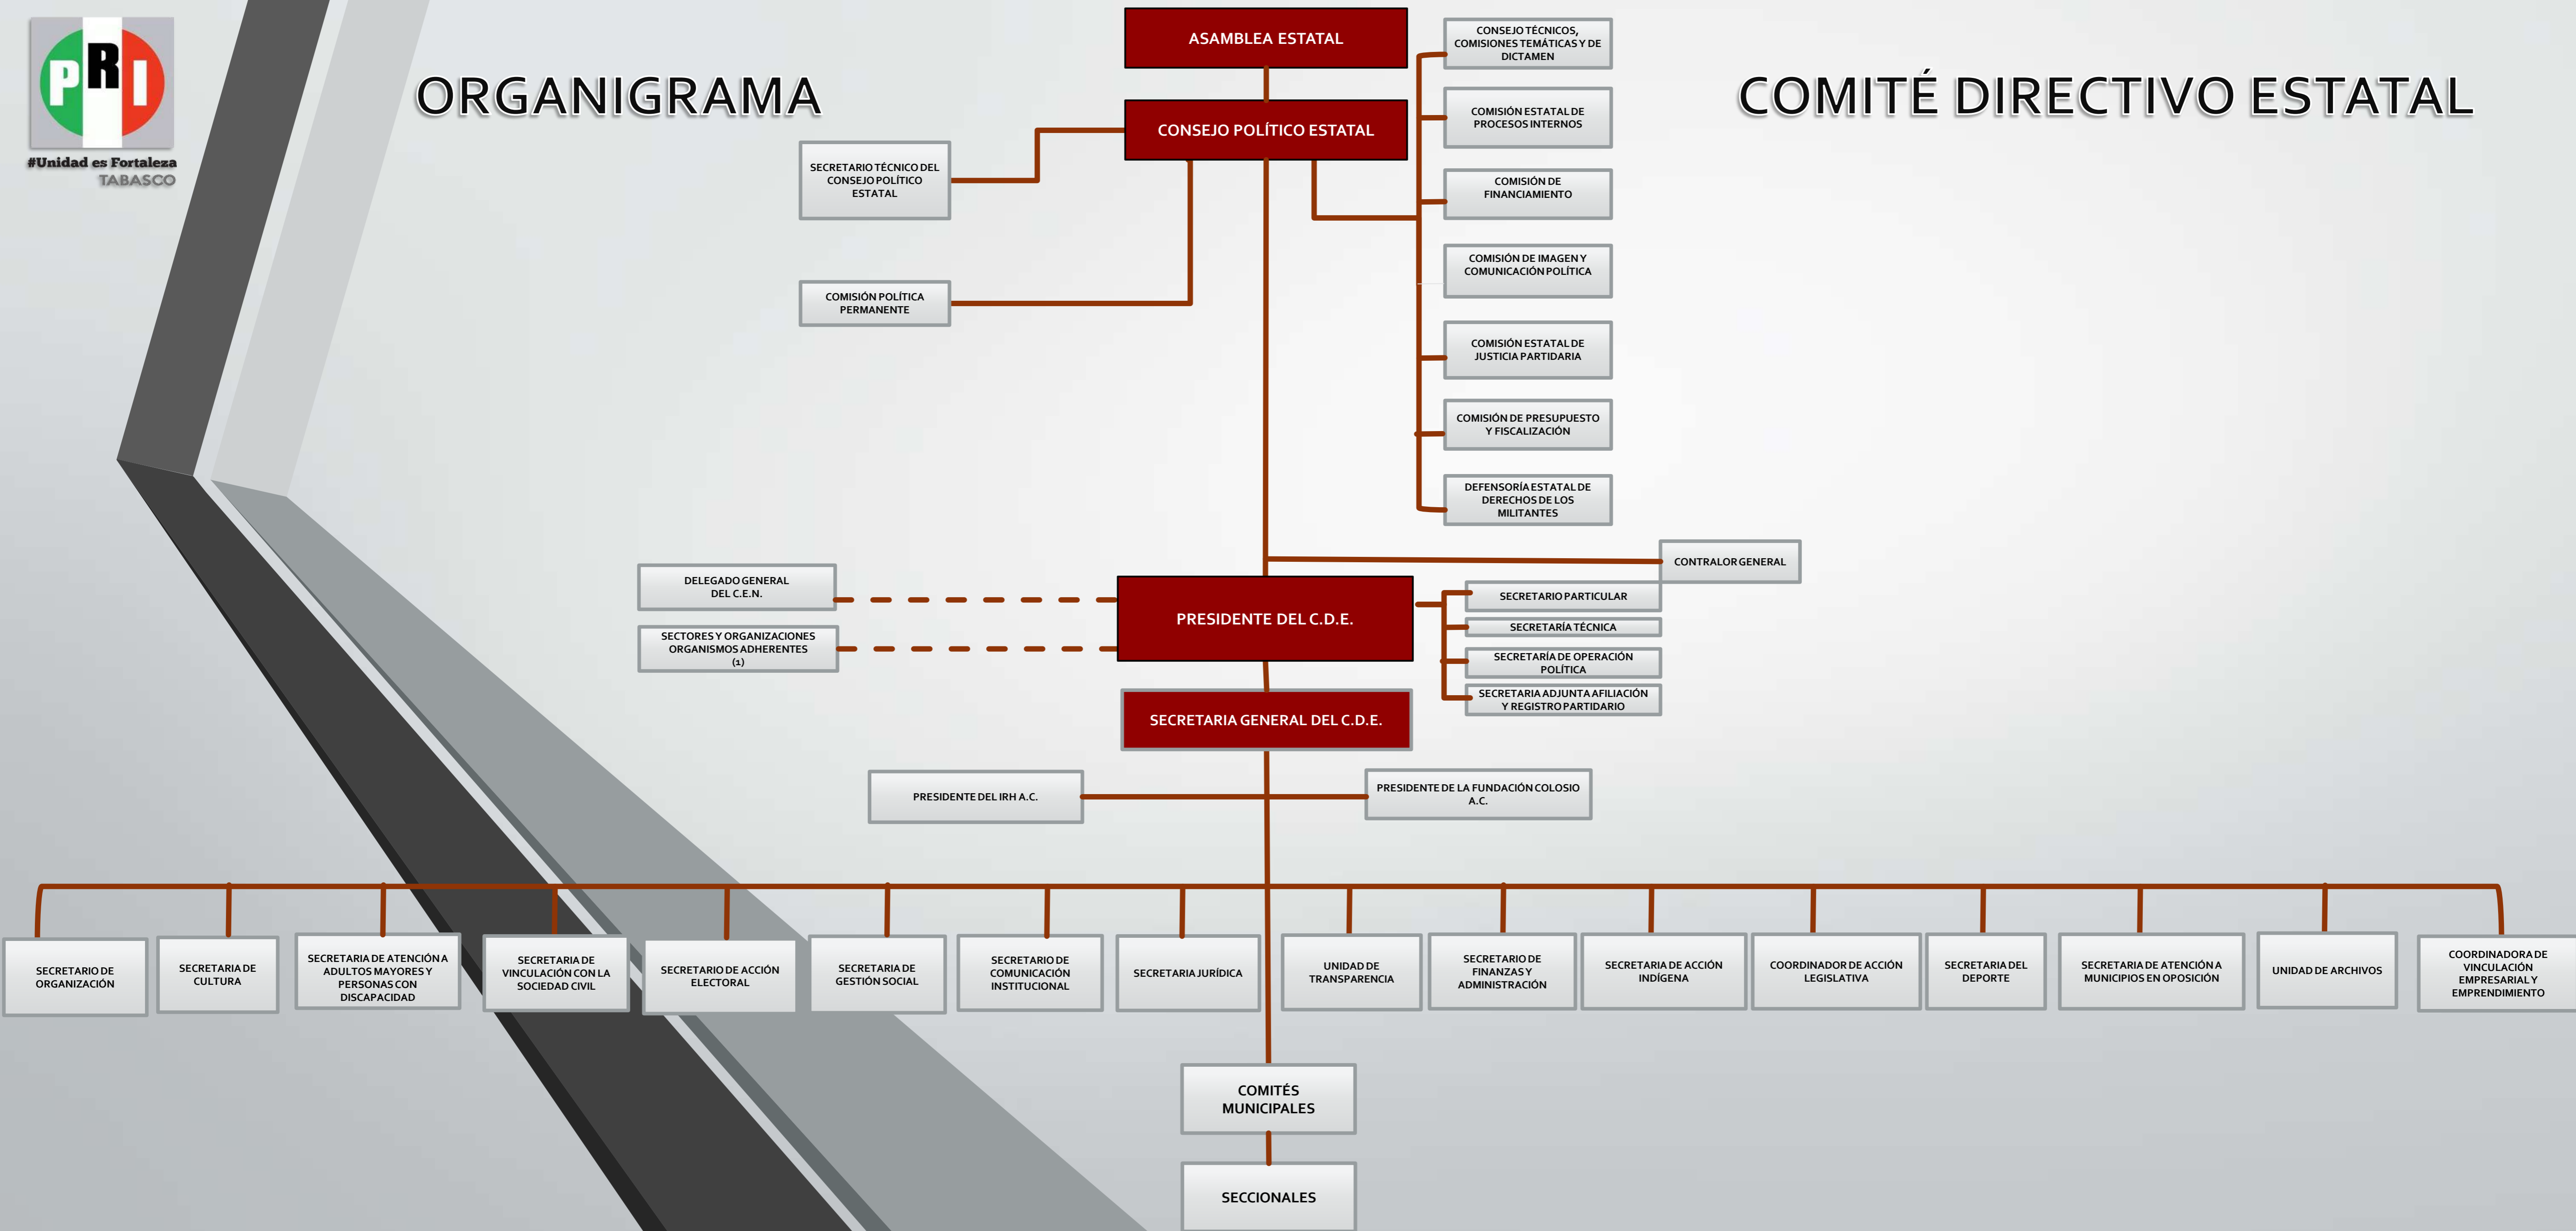 PRI
#Unidad es Fortaleza
TABASCO
ORGANIGRAMA
COMITÉ DIRECTIVO ESTATAL
ASAMBLEA ESTATAL
CONSEJO POLÍTICO ESTATAL
SECRETARIO TÉCNICO DEL
CONSEJO POLÍTICO
ESTATAL
COMISIÓN POLÍTICA
PERMANENTE
CONSEJO TÉCNICOS,
COMISIONES TEMÁTICAS Y DE
DICTAMEN
COMISIÓN ESTATAL DE
PROCESOS INTERNOS
COMISIÓN DE
FINANCIAMIENTO
COMISIÓN DE IMAGEN Y
COMUNICACIÓN POLÍTICA
COMISIÓN ESTATAL DE
JUSTICIA PARTIDARIA
COMISIÓN DE PRESUPUESTO
Y FISCALIZACIÓN
DEFENSORÍA ESTATAL DE
DERECHOS DE LOS
MILITANTES
CONTRALOR GENERAL
DELEGADO GENERAL
DEL C.E.N.
SECTORES Y ORGANIZACIONES
ORGANISMOS ADHERENTES
(1)
PRESIDENTE DEL C.D.E.
SECRETARIO PARTICULAR
SECRETARÍA TÉCNICA
SECRETARÍA DE OPERACIÓN
POLÍTICA
SECRETARIA ADJUNTA AFILIACIÓN
Y REGISTRO PARTIDARIO
SECRETARIA GENERAL DEL C.D.E.
PRESIDENTE DEL IRH A.C.
PRESIDENTE DE LA FUNDACIÓN COLOSIO
A.C.
SECRETARIO DE
ORGANIZACIÓN
SECRETARIA DE
CULTURA
SECRETARIA DE ATENCIÓN A
ADULTOS MAYORES Y
PERSONAS CON
DISCAPACIDAD
SECRETARIA DE
VINCULACIÓN CON LA
SOCIEDAD CIVIL
SECRETARIO DE ACCIÓN
ELECTORAL
SECRETARIA DE
GESTIÓN SOCIAL
SECRETARIO DE
COMUNICACIÓN
INSTITUCIONAL
SECRETARIA JURÍDICA
UNIDAD DE
TRANSPARENCIA
SECRETARIO DE
FINANZAS Y
ADMINISTRACIÓN
SECRETARIA DE ACCIÓN
INDÍGENA
COORDINADOR DE ACCIÓN
LEGISLATIVA
SECRETARIA DEL
DEPORTE
SECRETARIA DE ATENCIÓN A
MUNICIPIOS EN OPOSICIÓN
UNIDAD DE ARCHIVOS
COORDINADORA DE
VINCULACIÓN
EMPRESARIAL Y
EMPRENDIMIENTO
COMITÉS
MUNICIPALES
SECCIONALES